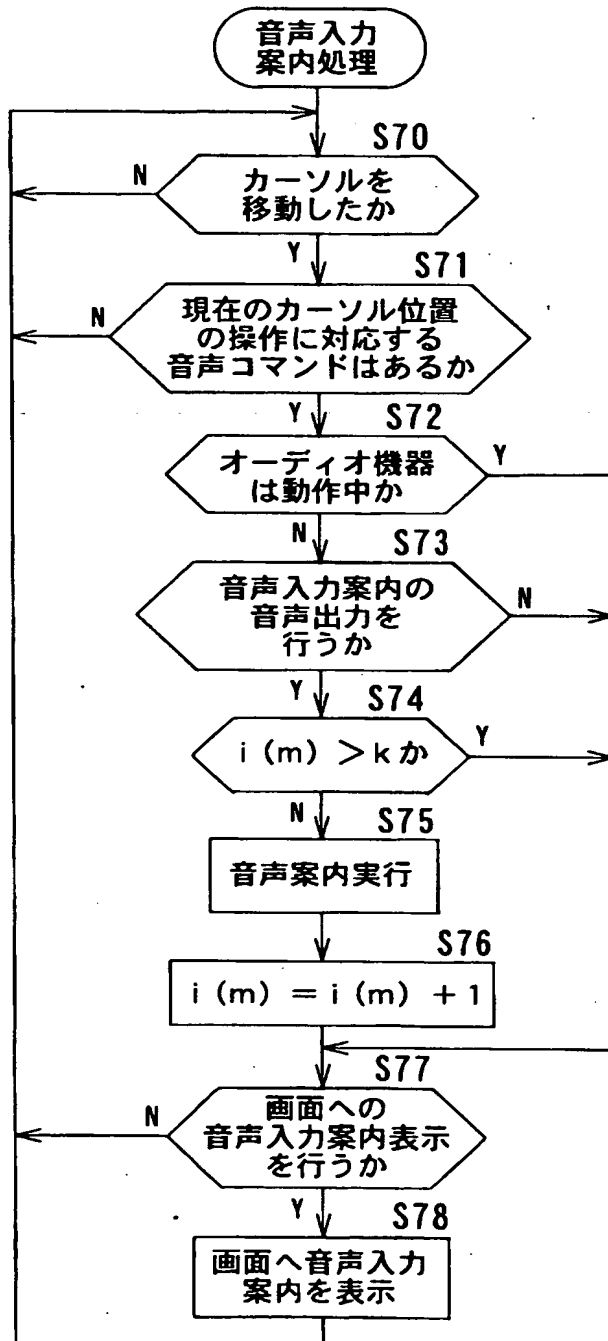 音声入力
案内処理
S70
N
カーソルを
移動したか
Y
S71
N
現在のカーソル位置
の操作に対応する
音声コマンドはあるか
Y
S72
オーディオ機器
は動作中か
Y
N
S73
音声入力案内の
音声出力を
行うか
N
Y
S74
i(m)>kか
Y
N
S75
音声案内実行
S76
i(m)=i(m)+1
S77
N
画面への
音声入力案内表示
を行うか
Y
S78
画面へ音声入力
案内を表示